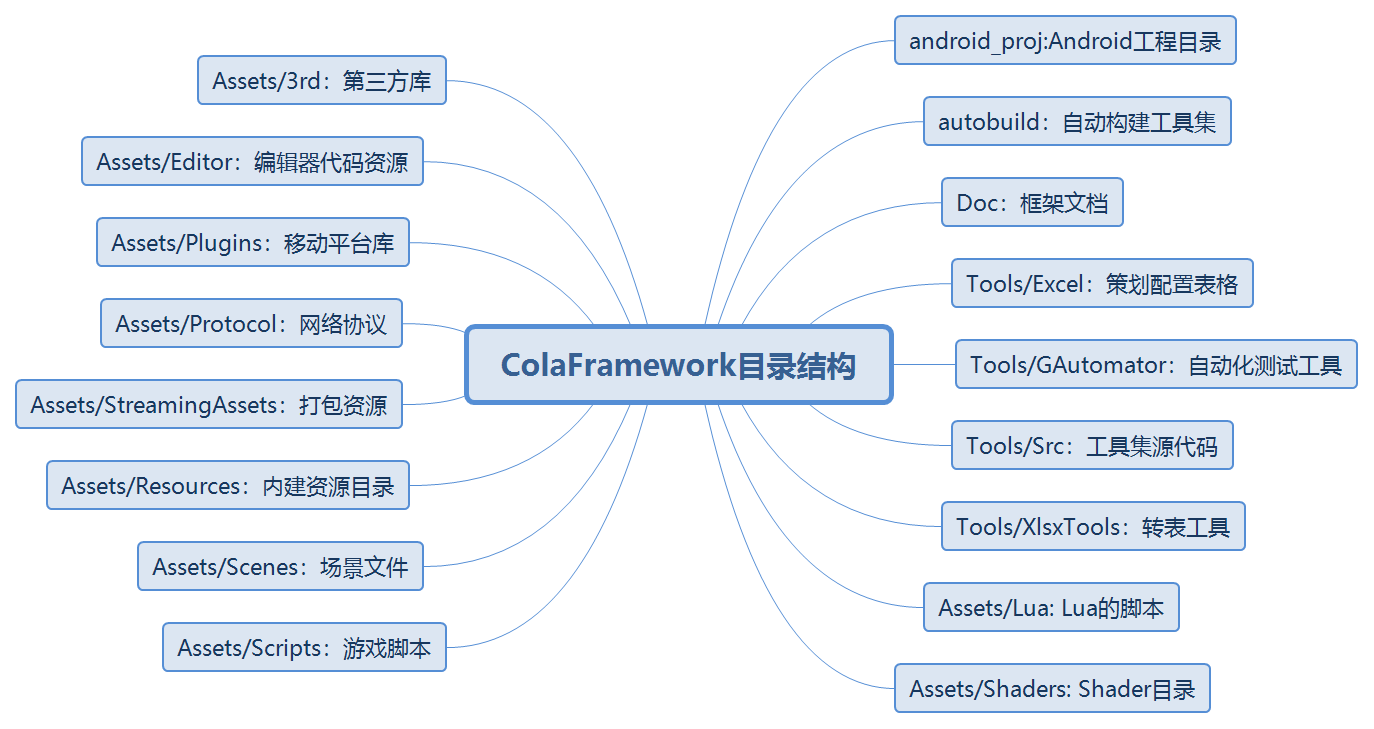 ColaFramework目录结构
Assets/3rd：第三方库
Assets/Editor：编辑器代码资源
Assets/Plugins：移动平台库
Assets/Protocol：网络协议
Assets/StreamingAssets：打包资源
Assets/Resources：内建资源目录
Assets/Scenes：场景文件
Assets/Scripts：游戏脚本
android_proj:Android工程目录
autobuild：自动构建工具集
Doc：框架文档
Tools/Excel：策划配置表格
Tools/GAutomator：自动化测试工具
Tools/Src：工具集源代码
Tools/XlsxTools：转表工具
Assets/Lua: Lua的脚本
Assets/Shaders: Shader目录